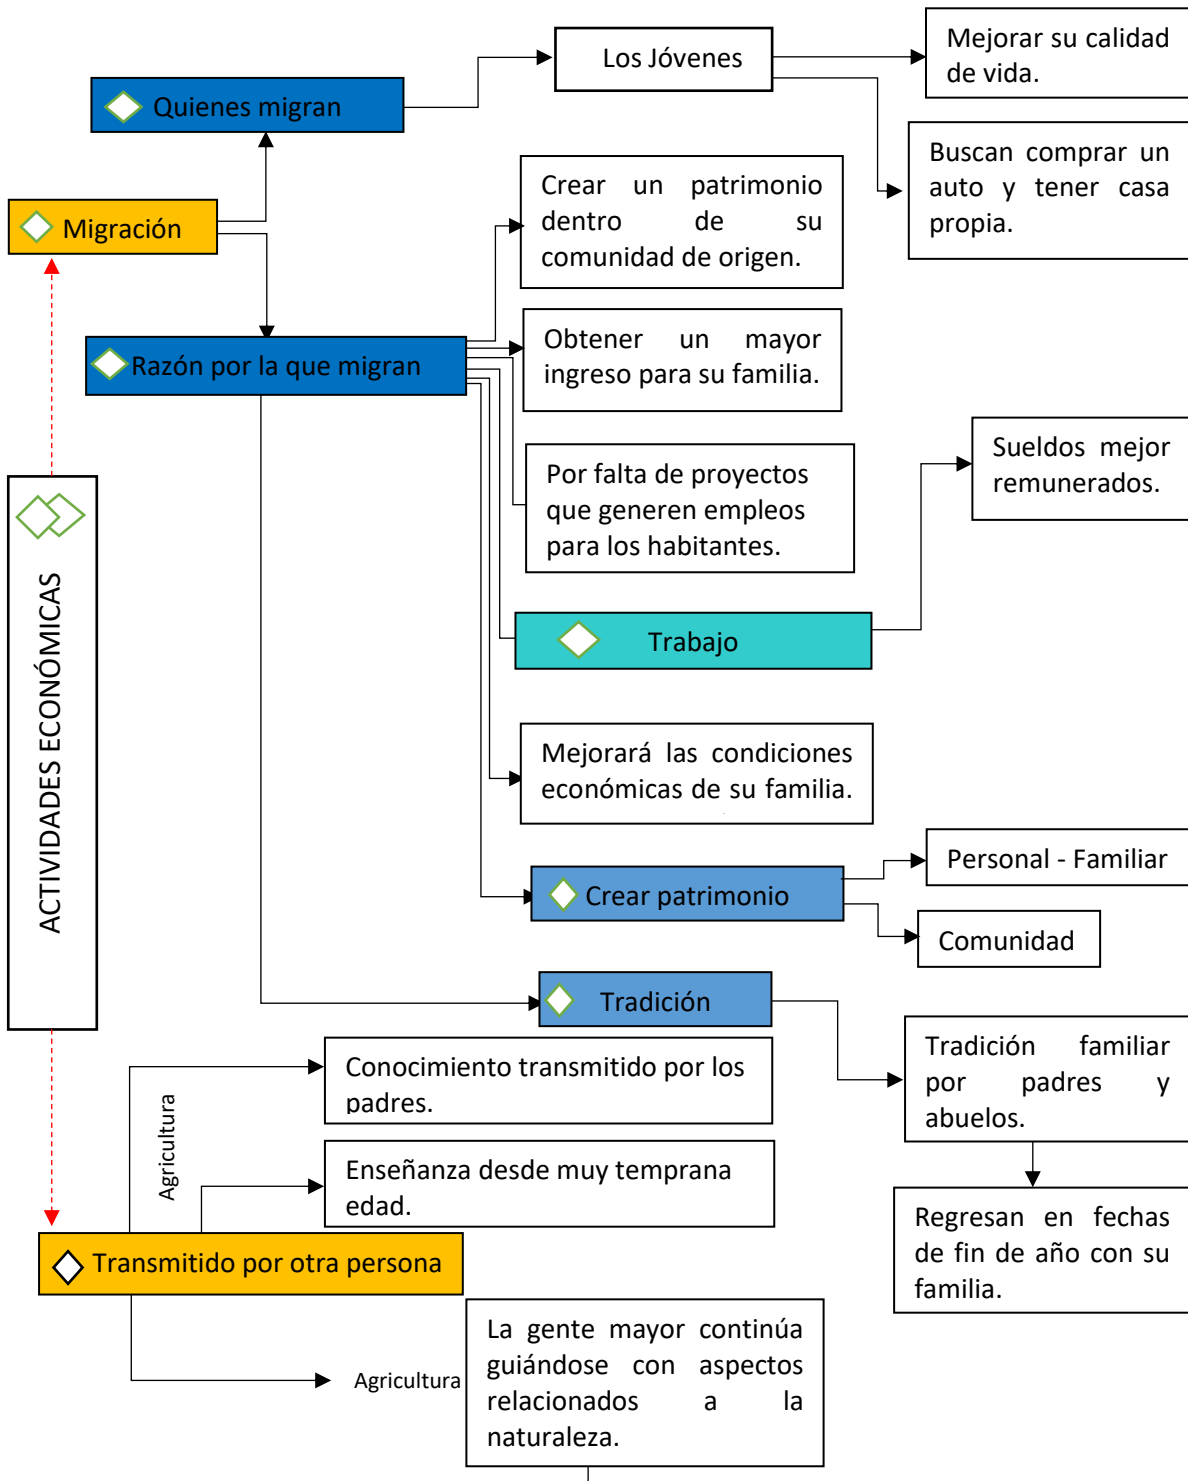 Los Jóvenes
Mejorar su calidad
de vida.
Quienes migran
Buscan comprar un
auto y tener casa
propia.
Crear un patrimonio
dentro de su
comunidad de origen.
Migración
Obtener un mayor
ingreso para su familia.
Razón por la que migran
Sueldos mejor
remunerados.
Por falta de proyectos
que generen empleos
para los habitantes.
ACTIVIDADES ECONÓMICAS
Trabajo
Mejorará las condiciones
económicas de su familia.
Personal - Familiar
Crear patrimonio
Comunidad
Tradición
Tradición familiar
por padres y
abuelos.
Conocimiento transmitido por los
padres.
Agricultura
Enseñanza desde muy temprana
edad.
Regresan en fechas
de fin de año con su
familia.
Transmitido por otra persona
Agricultura
La gente mayor continúa
guiándose con aspectos
relacionados a la
naturaleza.